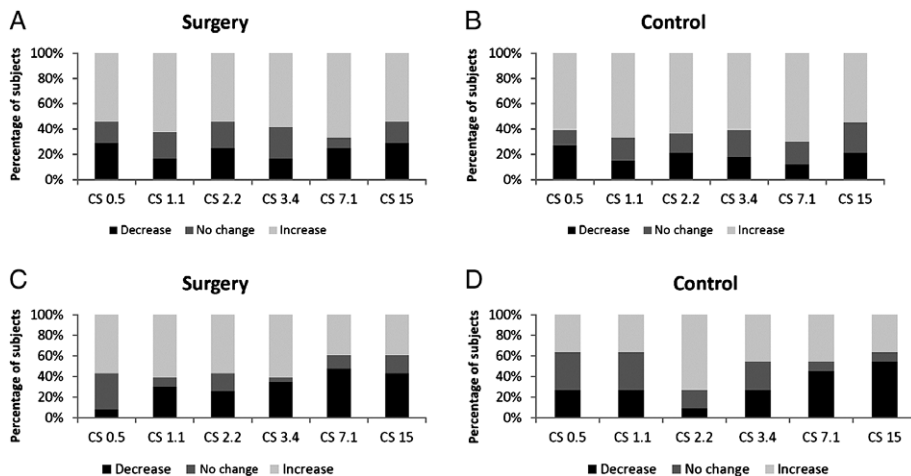 A
Surgery
Percentage of subjects
100%
80%
60%
40%
20%
0%
CS 0.5 CS 1.1 CS 2.2 CS 3.4 CS 7.1 CS 15
Decrease No change Increase
B
Control
Percentage of subjects
100%
80%
60%
40%
20%
0%
CS 0.5 CS 1.1 CS 2.2 CS 3.4 CS 7.1 CS 15
Decrease No change Increase
C
Surgery
Percentage of subjects
100%
80%
60%
40%
20%
0%
CS 0.5 CS 1.1 CS 2.2 CS 3.4 CS 7.1 CS 15
Decrease No change Increase
D
Control
Percentage of subjects
100%
80%
60%
40%
20%
0%
CS 0.5 CS 1.1 CS 2.2 CS 3.4 CS 7.1 CS 15
Decrease No change Increase